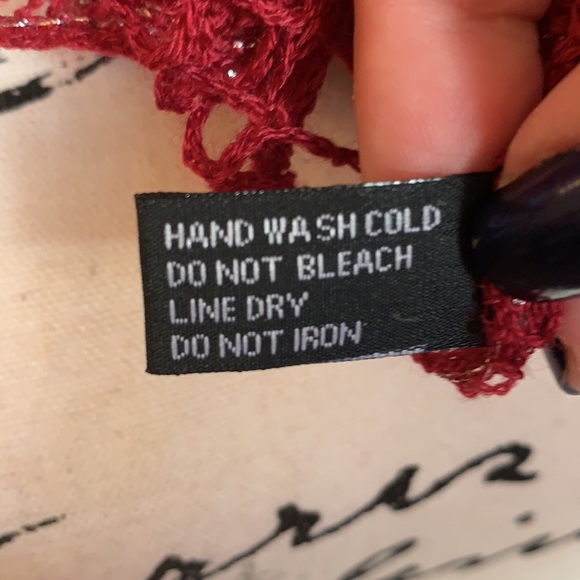 HAND WASH COLD
DO NOT BLEACH
LINE DRY
DO NOT IRON